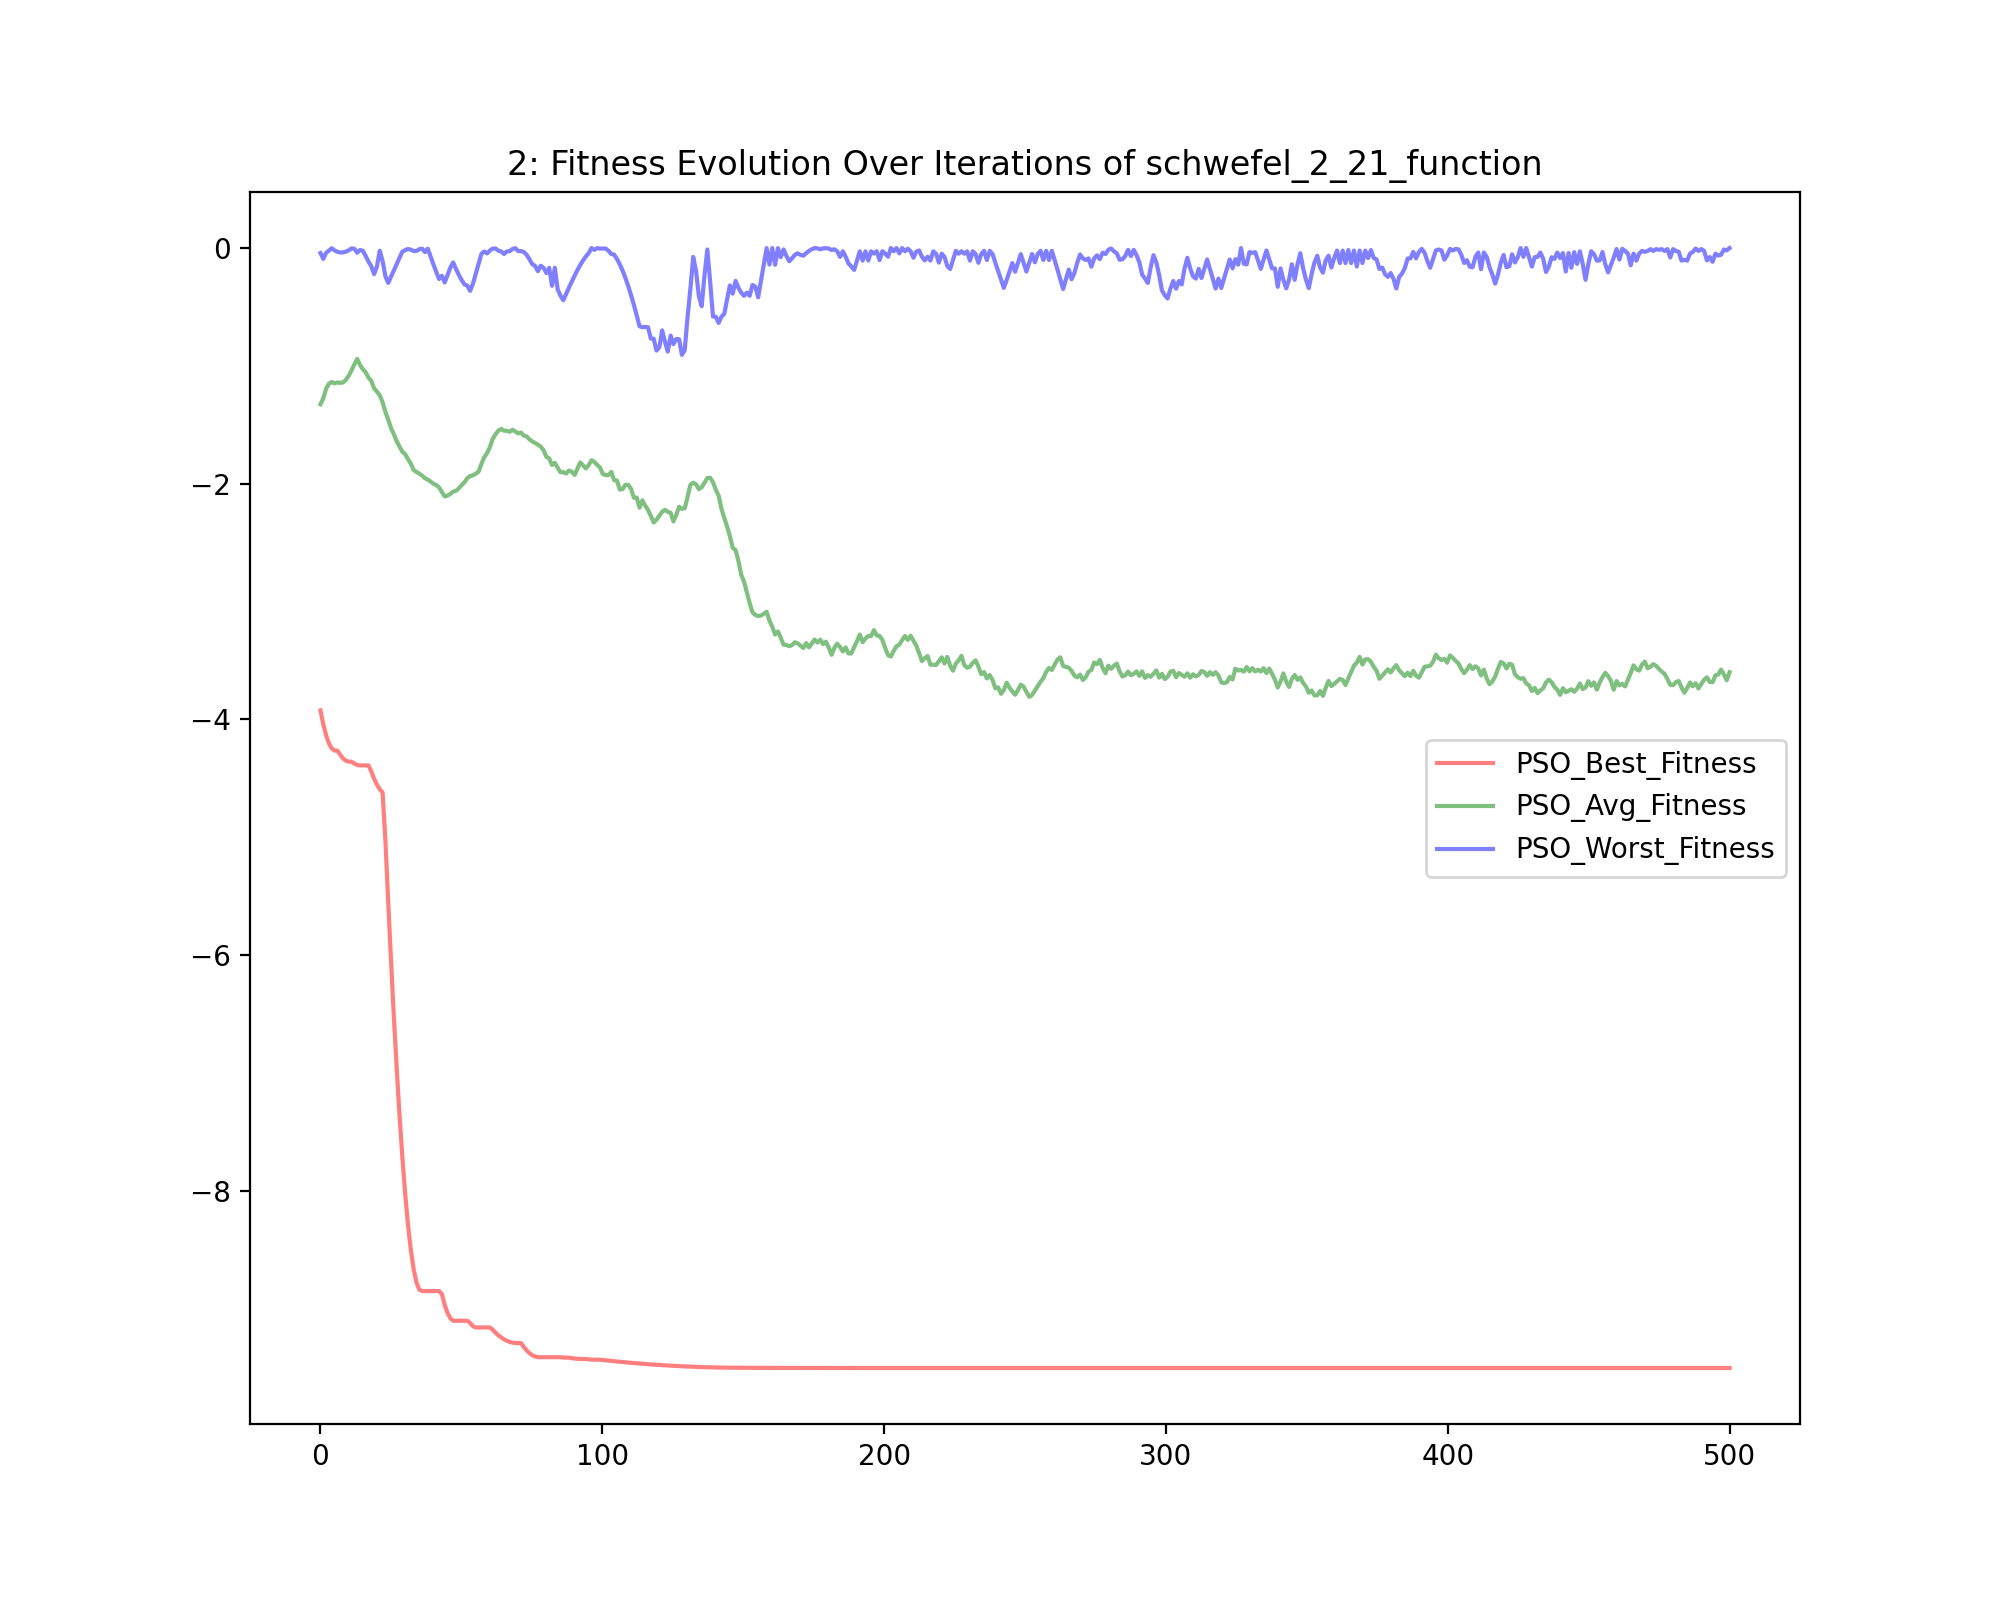 2: Fitness Evolution Over Iterations of schwefel_2_21_function
0
−2
−4
−6
−8
PSO_Best_Fitness
PSO_Avg_Fitness
PSO_Worst_Fitness
0 100 200 300 400 500